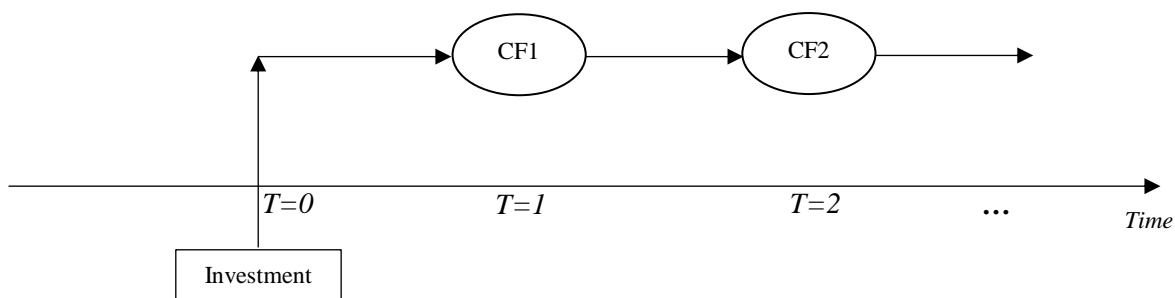 CF1
CF2
T=0
T=1
T=2
...
Time
Investment